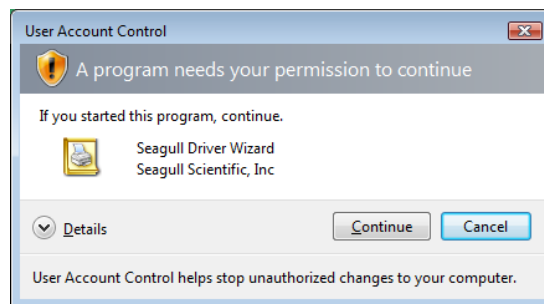 User Account Control
A program needs your permission to continue
If you started this program, continue.
Seagull Driver Wizard
Seagull Scientific, Inc
Details
Continue
Cancel
User Account Control helps stop unauthorized changes to your computer.